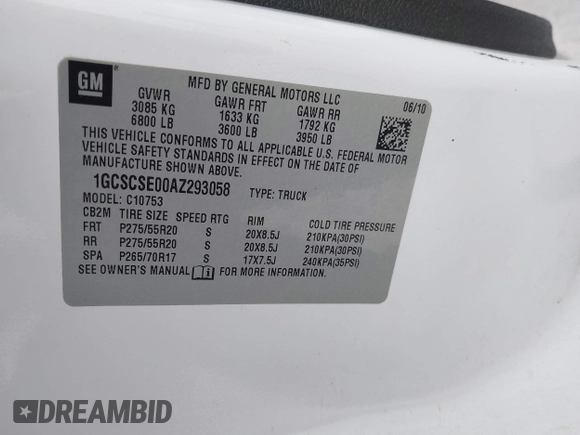 GM
MFD BY GENERAL MOTORS LLC
06/10
GVWR GAWR FRT GAWR RR
3085 KG 1633 KG 1792 KG
6800 LB 3600 LB 3950 LB
THIS VEHICLE CONFORMS TO ALL APPLICABLE U.S. FEDERAL MOTOR
VEHICLE SAFETY STANDARDS IN EFFECT ON THE DATE OF
MANUFACTURE SHOWN ABOVE.
1GCSCSE00AZ293058 TYPE: TRUCK
MODEL: C10753
CB2M TIRE SIZE SPEED RTG RIM COLD TIRE PRESSURE
FRT P275/55R20 S 20X8.5J 210KPA(30PSI)
RR P275/55R20 S 20X8.5J 210KPA(30PSI)
SPA P265/70R17 S 17X7.5J 240KPA(35PSI)
SEE OWNER'S MANUAL FOR MORE INFORMATION.
DREAMBID